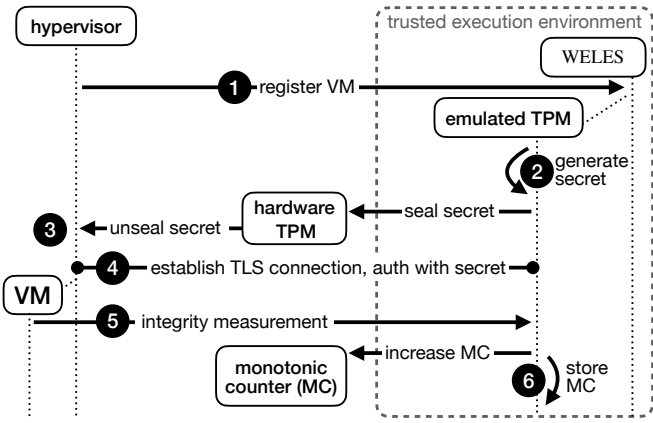 trusted execution environment
hypervisor
WELES
1 register VM
emulated TPM
2 generate
secret
hardware
TPM
seal secret
3 unseal secret
4 establish TLS connection, auth with secret
VM
5 integrity measurement
increase MC
monotonic
counter (MC)
6 store
MC